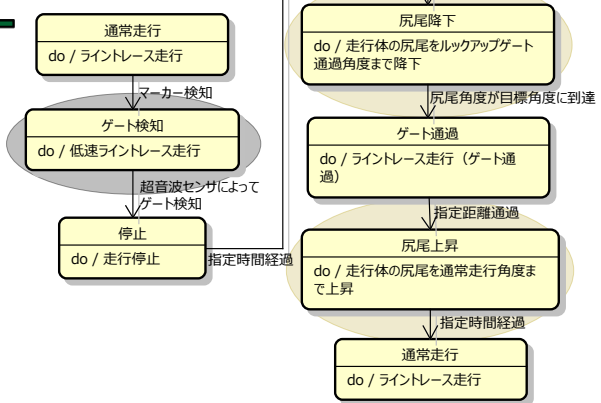 通常走行
do / ライントレース走行
マーカー検知
ゲート検知
do / 低速ライントレース走行
超音波センサによって
ゲート検知
停止
do / 走行停止
指定時間経過
尻尾降下
do / 走行体の尻尾をルックアップゲート
通過角度まで降下
尻尾角度が目標角度に到達
ゲート通過
do / ライントレース走行（ゲート通
過）
指定距離通過
尻尾上昇
do / 走行体の尻尾を通常走行角度ま
で上昇
指定時間経過
通常走行
do / ライントレース走行